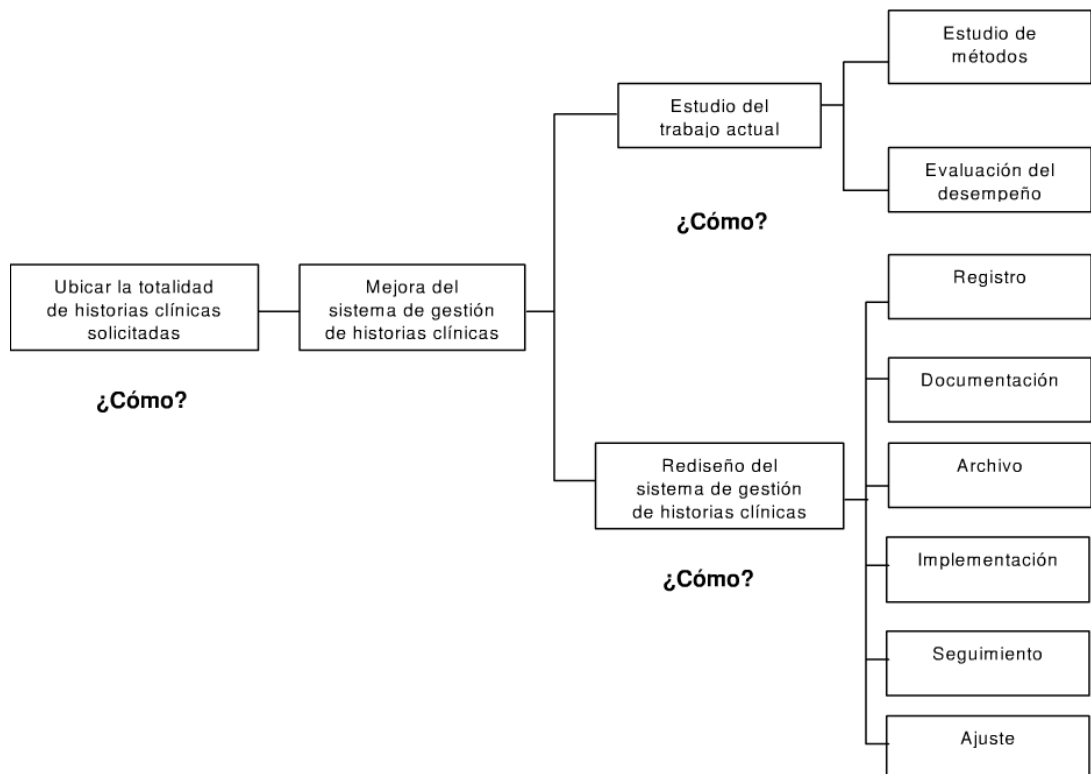 Estudio de
métodos
Estudio del
trabajo actual
Evaluación del
desempeño
¿Cómo?
Ubicar la totalidad
de historias clínicas
solicitadas
Mejora del
sistema de gestión
de historias clínicas
Registro
¿Cómo?
Documentación
Rediseño del
sistema de gestión
de historias clínicas
Archivo
¿Cómo?
Implementación
Seguimiento
Ajuste